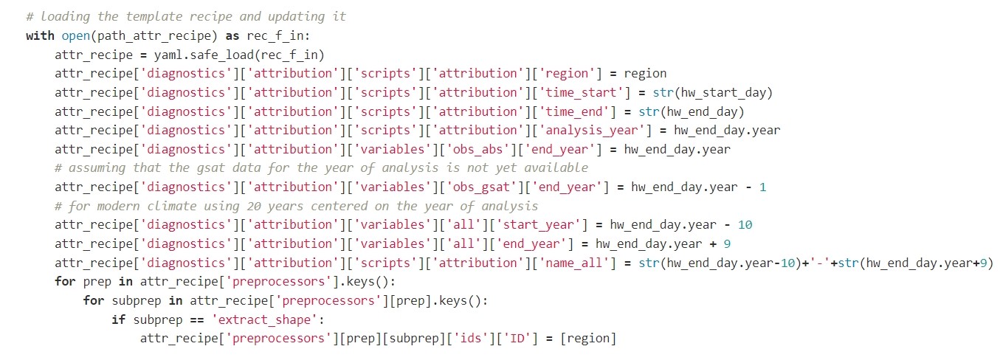 # loading the template recipe and updating it
with open(path_attr_recipe) as rec_f_in:
    attr_recipe = yaml.safe_load(rec_f_in)
    attr_recipe['diagnostics']['attribution']['scripts']['attribution']['region'] = region
    attr_recipe['diagnostics']['attribution']['scripts']['attribution']['time_start'] = str(hw_start_day)
    attr_recipe['diagnostics']['attribution']['scripts']['attribution']['time_end'] = str(hw_end_day)
    attr_recipe['diagnostics']['attribution']['scripts']['attribution']['analysis_year'] = hw_end_day.year
    attr_recipe['diagnostics']['attribution']['variables']['obs_abs']['end_year'] = hw_end_day.year
    # assuming that the gsat data for the year of analysis is not yet available
    attr_recipe['diagnostics']['attribution']['variables']['obs_gsat']['end_year'] = hw_end_day.year - 1
    # for modern climate using 20 years centered on the year of analysis
    attr_recipe['diagnostics']['attribution']['variables']['all']['start_year'] = hw_end_day.year - 10
    attr_recipe['diagnostics']['attribution']['variables']['all']['end_year'] = hw_end_day.year + 9
    attr_recipe['diagnostics']['attribution']['scripts']['attribution']['name_all'] = str(hw_end_day.year-10)+'-'+str(hw_end_day.year+9)
    for prep in attr_recipe['preprocessors'].keys():
        for subprep in attr_recipe['preprocessors'][prep].keys():
            if subprep == 'extract_shape':
                attr_recipe['preprocessors'][prep][subprep]['ids']['ID'] = [region]